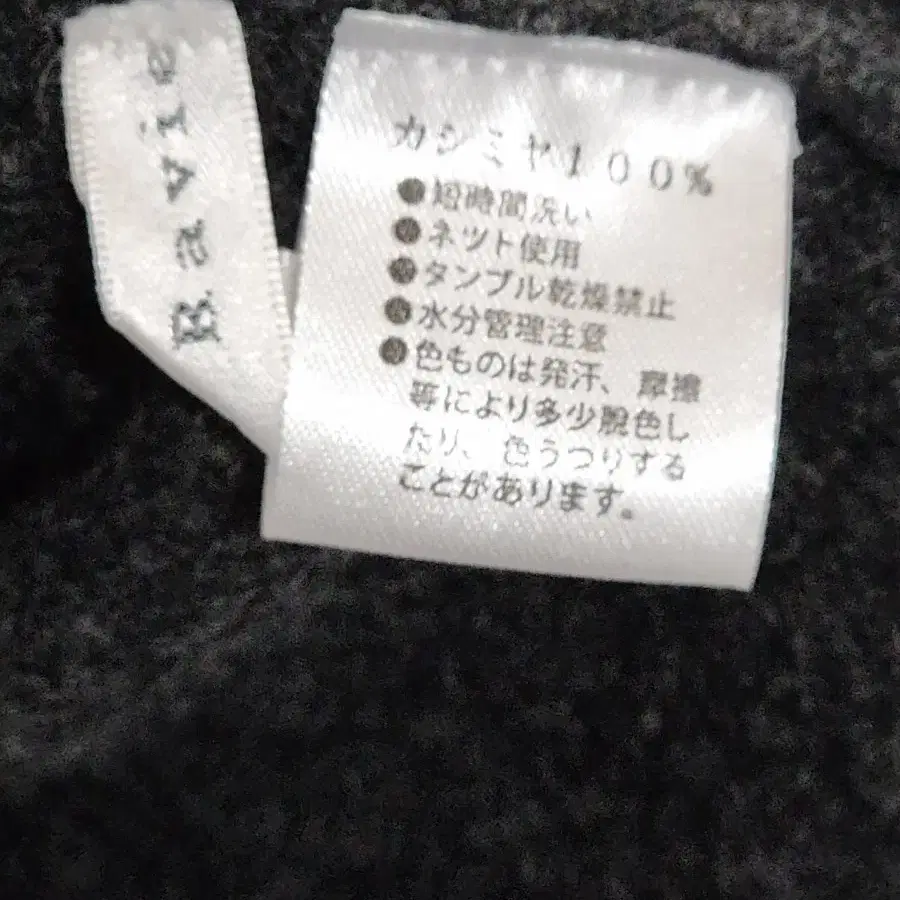 Ravia
カシミヤ100%
●短時間洗い
●ネツト使用
●タンブル乾燥禁止
●水分管理注意
●色ものは発汗、摩擦
等により多少脱色し
たり、色うつりする
ことがあります。